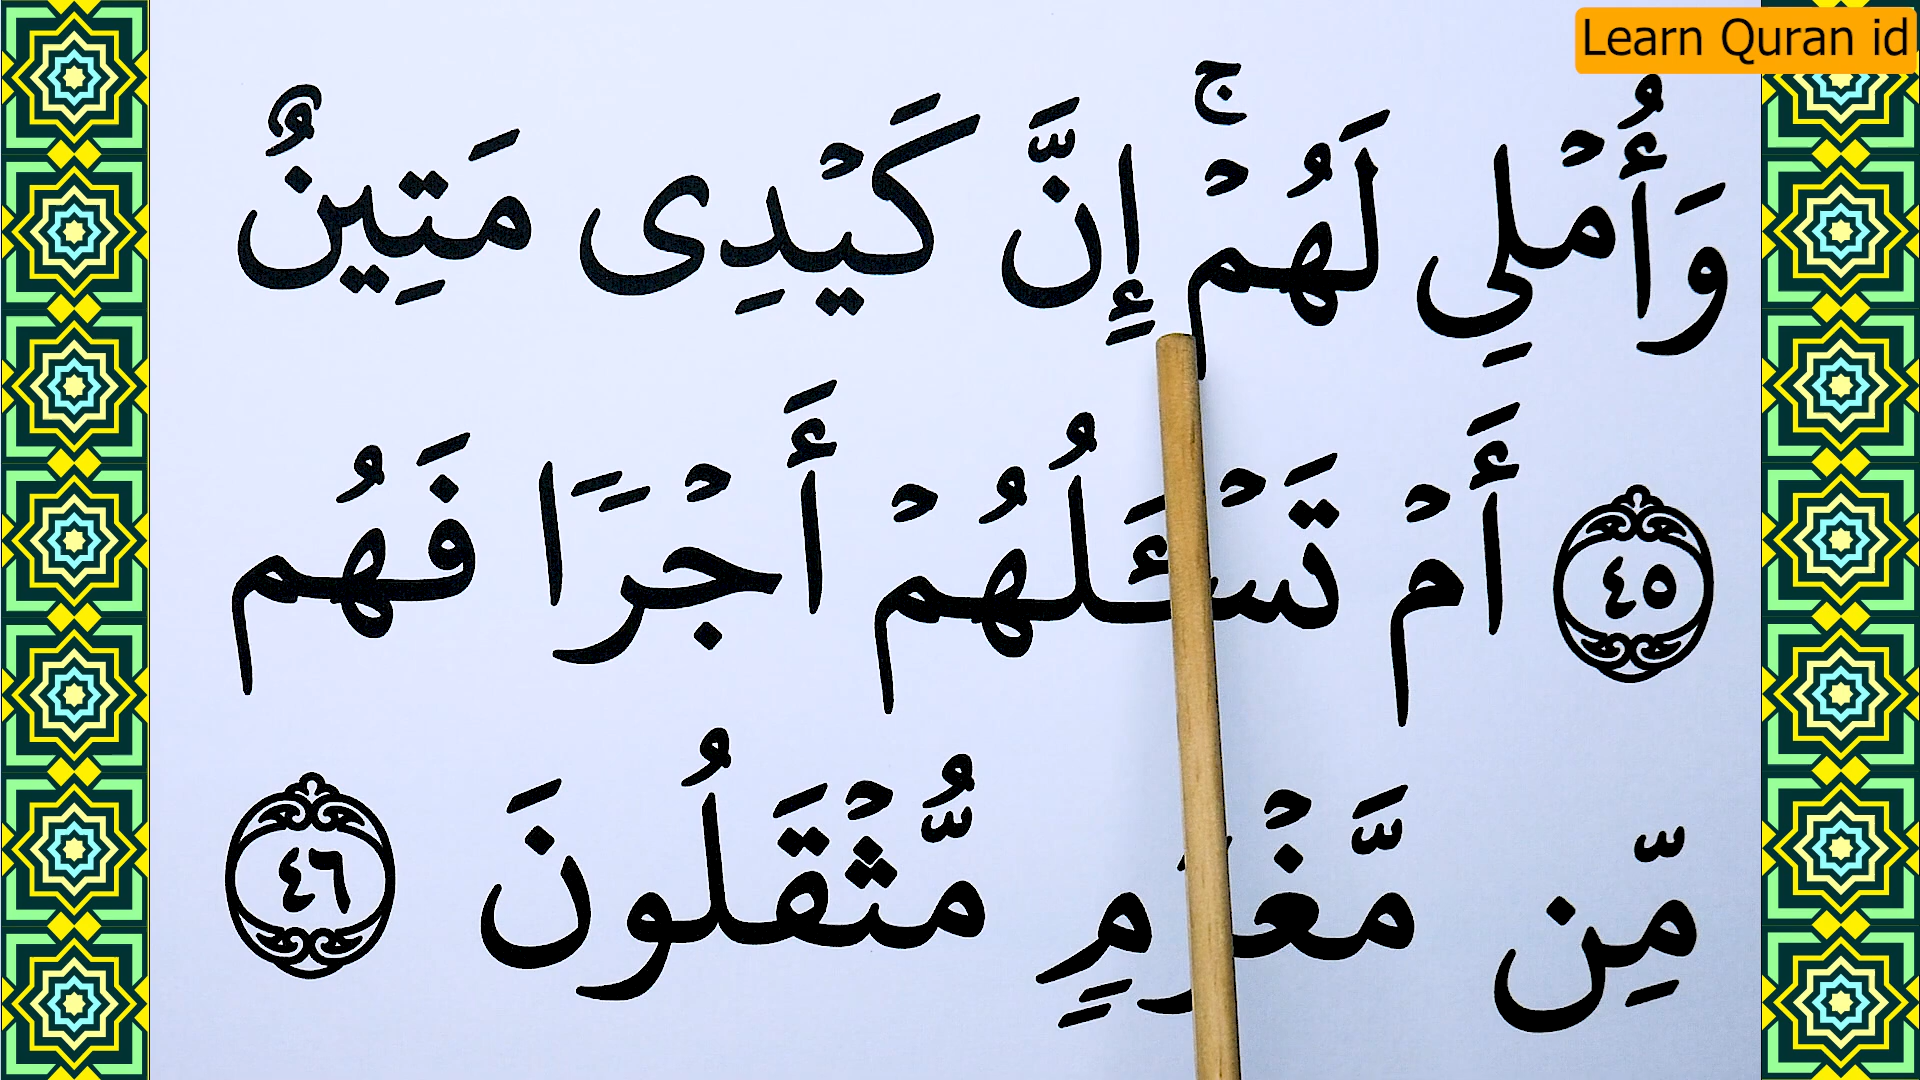 Learn Quran id
وَأُمۡلِي لَهُمۡۚ إِنَّ كَيۡدِى مَتِينٌ
٤٥ أَمۡ تَسۡـَٔلُهُمۡ أَجۡرٗا فَهُم
مِّن مَّغۡرَمٖ مُّثۡقَلُونَ ٤٦